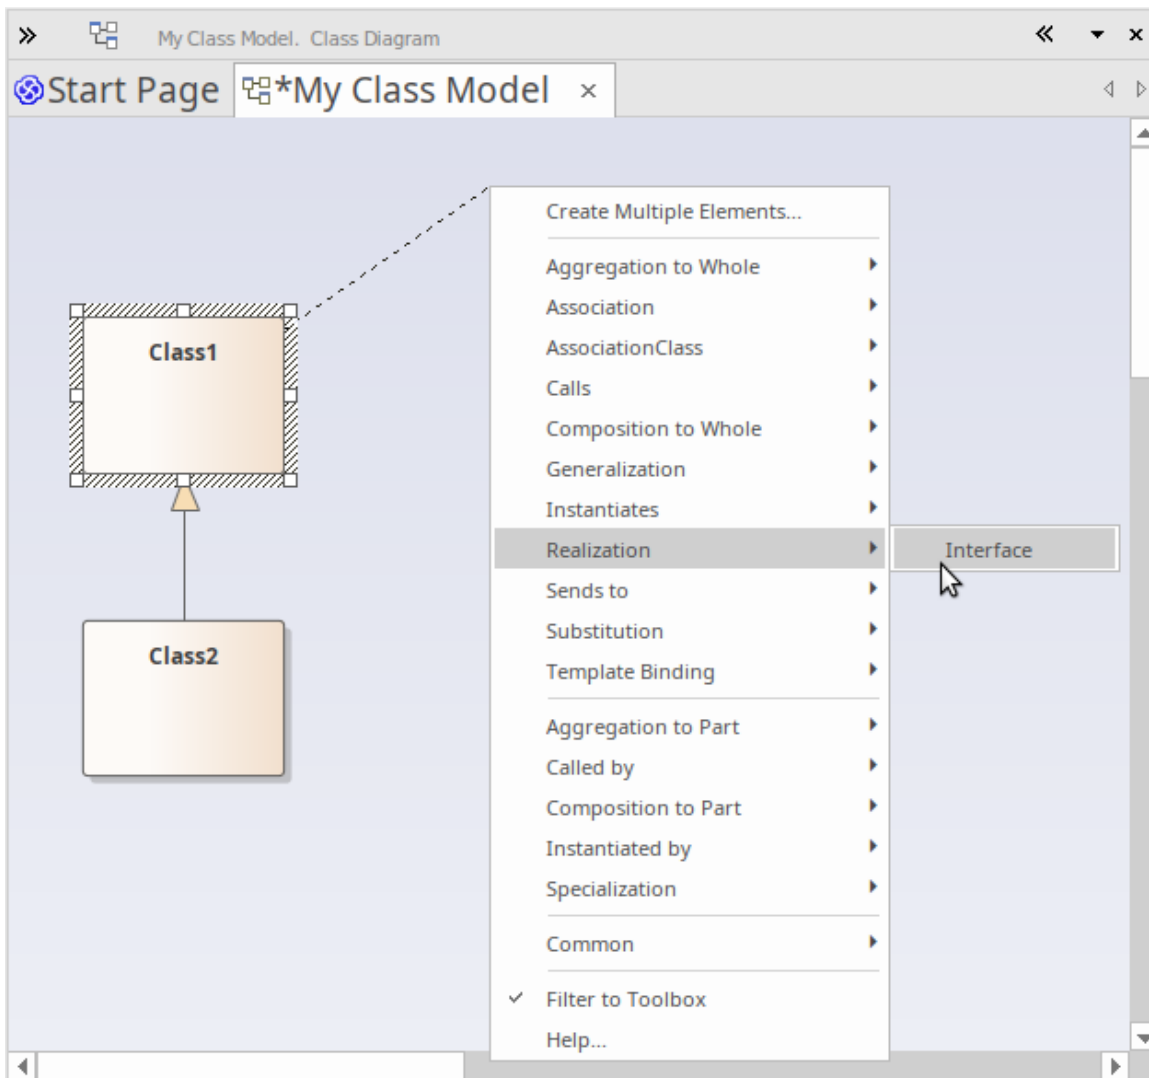 My Class Model.  Class Diagram
Start Page
*My Class Model
Create Multiple Elements...
Aggregation to Whole
Association
AssociationClass
Calls
Composition to Whole
Generalization
Instantiates
Realization
Interface
Sends to
Substitution
Template Binding
Aggregation to Part
Called by
Composition to Part
Instantiated by
Specialization
Common
Filter to Toolbox
Help...
Class1
Class2